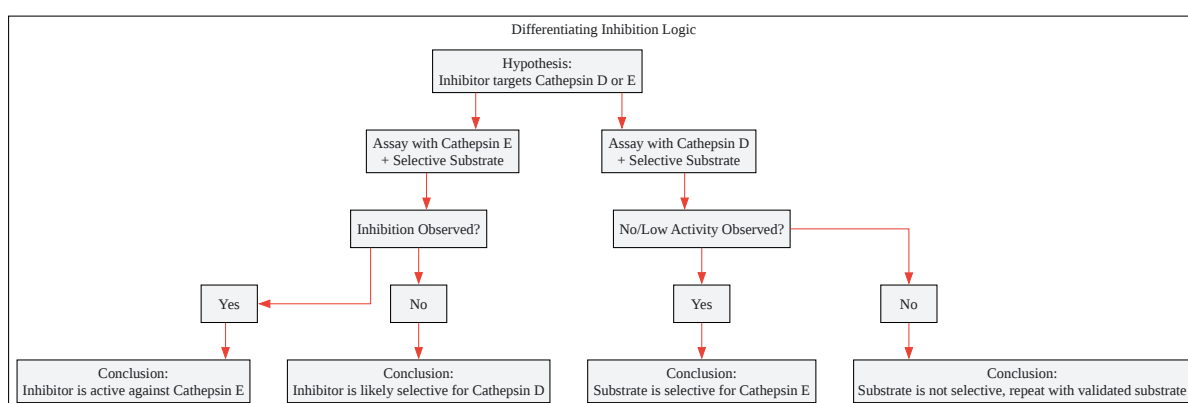 Differentiating Inhibition Logic
Hypothesis:
Inhibitor targets Cathepsin D or E
Assay with Cathepsin E
+ Selective Substrate
Assay with Cathepsin D
+ Selective Substrate
Inhibition Observed?
No/Low Activity Observed?
Yes
No
Yes
No
Conclusion:
Inhibitor is active against Cathepsin E
Conclusion:
Inhibitor is likely selective for Cathepsin D
Conclusion:
Substrate is selective for Cathepsin E
Conclusion:
Substrate is not selective, repeat with validated substrate